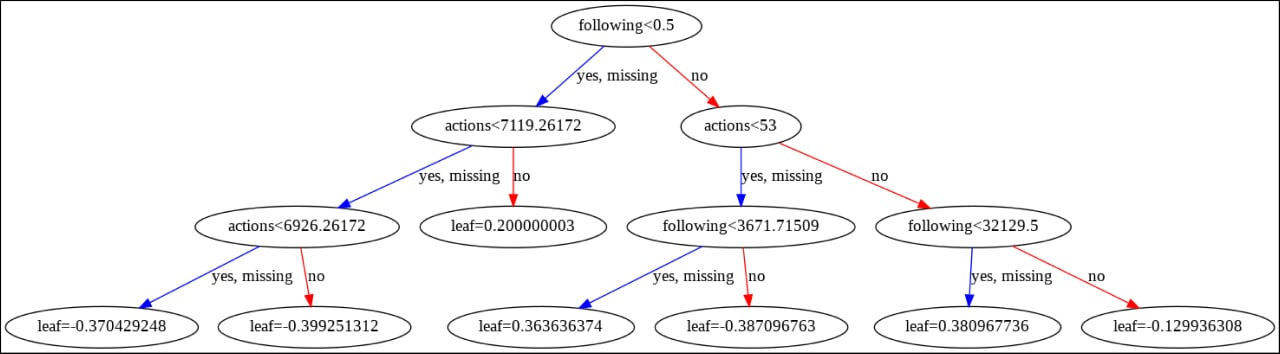 following<0.5
yes, missing
no
actions<7119.26172
actions<53
yes, missing
no
yes, missing
no
actions<6926.26172
leaf=0.200000003
following<3671.71509
following<32129.5
yes, missing
no
yes, missing
no
yes, missing
no
leaf=-0.370429248
leaf=-0.399251312
leaf=0.363636374
leaf=-0.387096763
leaf=0.380967736
leaf=-0.129936308